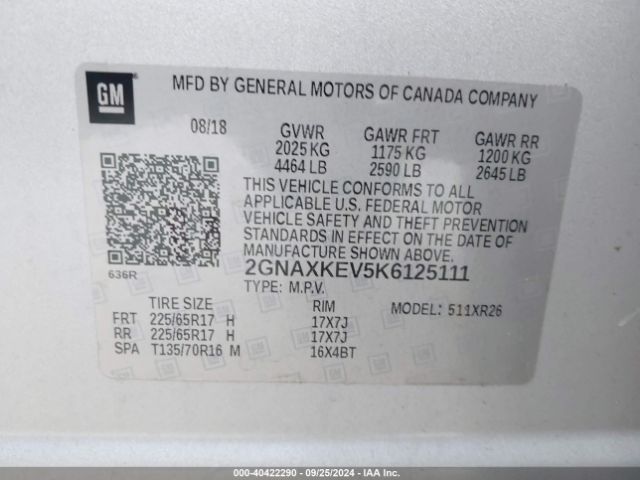 GM
MFD BY GENERAL MOTORS OF CANADA COMPANY
08/18 GVWR GAWR FRT GAWR RR
2025 KG 1175 KG 1200 KG
4464 LB 2590 LB 2645 LB
THIS VEHICLE CONFORMS TO ALL
APPLICABLE U.S. FEDERAL MOTOR
VEHICLE SAFETY AND THEFT PREVENTION
STANDARDS IN EFFECT ON THE DATE OF
MANUFACTURE SHOWN ABOVE.
636R
2GNAXKEV5K6125111
TYPE: M.P.V.
TIRE SIZE RIM MODEL: 511XR26
FRT 225/65R17 H 17X7J
RR 225/65R17 H 17X7J
SPA T135/70R16 M 16X4BT
000-40422290 - 09/25/2024 - IAA Holdings, LLC.